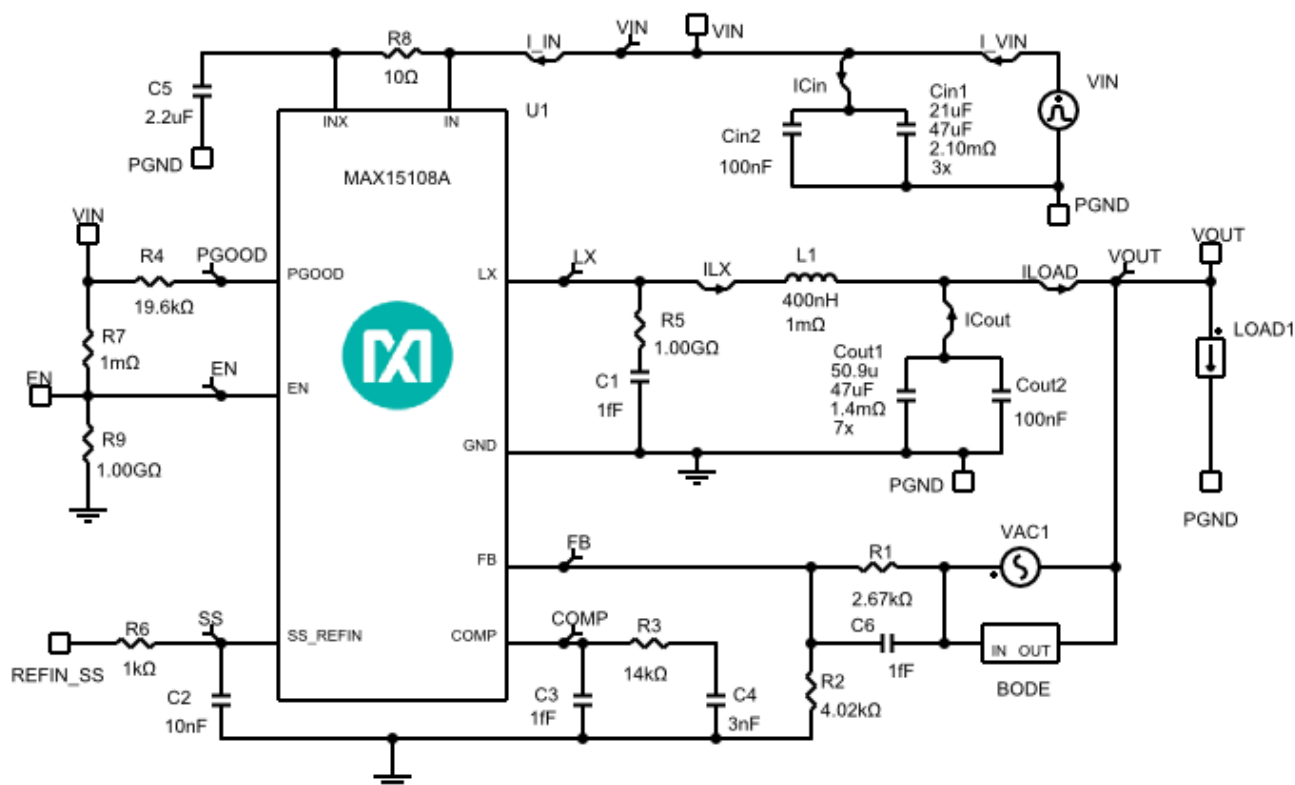 VIN
VIN
I_IN
I_VIN
R8
10Ω
C5
2.2uF
PGND
INX
IN
U1
ICin
Cin1
21uF
47uF
2.10mΩ
3x
Cin2
100nF
VIN
PGND
MAX15108A
VIN
R4
19.6kΩ
PGOOD
PGOOD
R7
1mΩ
EN
EN
EN
R9
1.00GΩ
LX
LX
ILX
L1
400nH
1mΩ
ILOAD
VOUT
VOUT
R5
1.00GΩ
C1
1fF
ICout
Cout1
50.9u
47uF
1.4mΩ
7x
Cout2
100nF
LOAD1
GND
PGND
PGND
FB
FB
R1
2.67kΩ
VAC1
C6
1fF
IN OUT
BODE
R2
4.02kΩ
REFIN_SS
R6
1kΩ
SS
SS_REFIN
C2
10nF
COMP
COMP
R3
14kΩ
C3
1fF
C4
3nF